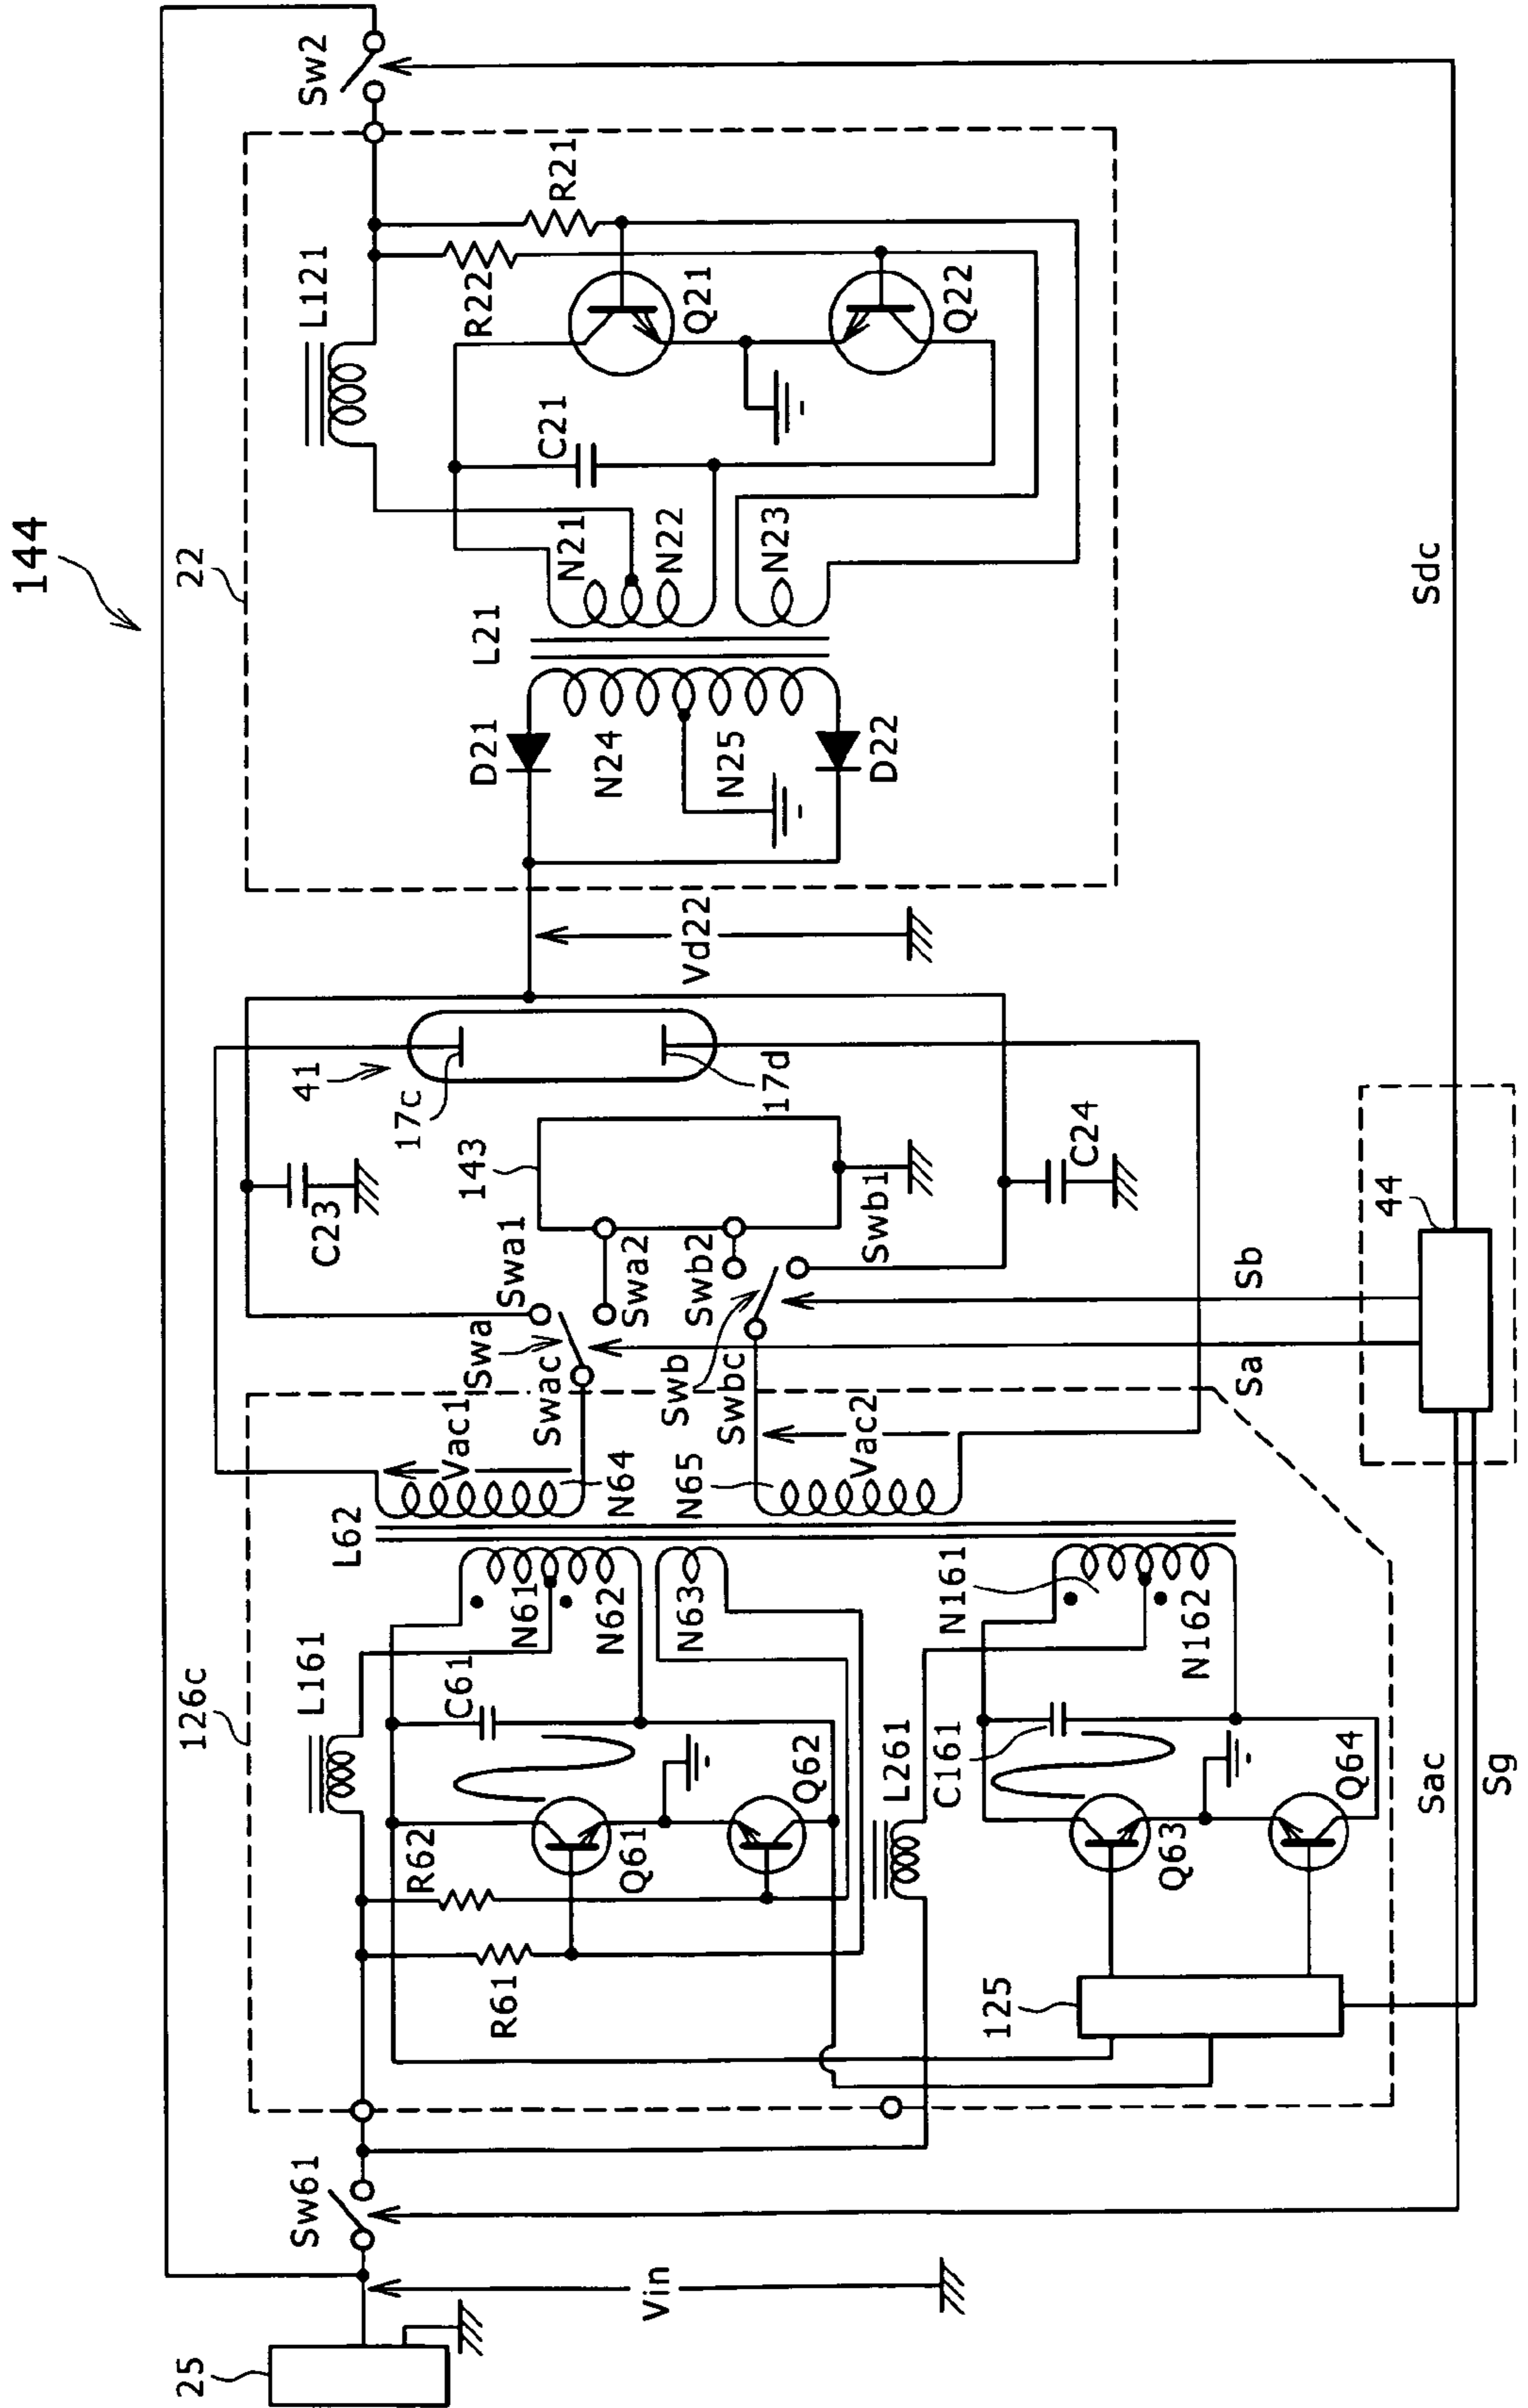 144
22
Sw2
L121
R21
R22
Q21
Q22
C21
N21
N22
N23
L21
D21
N24
N25
D22
Vd22
41
17c
17d
143
C23
C24
Swa1
Swa2
Swb2
Swb1
Swa
Swac
Swb
Swbc
Sa
Sb
Sdc
44
Vac1
Vac2
N64
N65
L62
126c
L161
N61
N62
N63
C61
R62
R61
Q61
Q62
L261
N161
N162
C161
Q63
Q64
125
Sac
Sg
Sw61
Vin
25